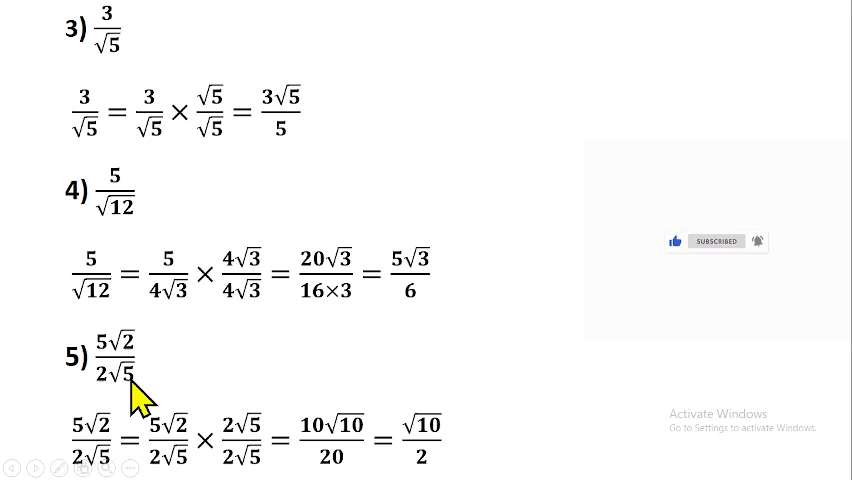 3) 3/√5
3/√5 = 3/√5 × √5/√5 = 3√5/5
4) 5/√12
5/√12 = 5/4√3 × 4√3/4√3 = 20√3/16×3 = 5√3/6
SUBSCRIBED
5) 5√2/2√5
Activate Windows
Go to Settings to activate Windows.
5√2/2√5 = 5√2/2√5 × 2√5/2√5 = 10√10/20 = √10/2